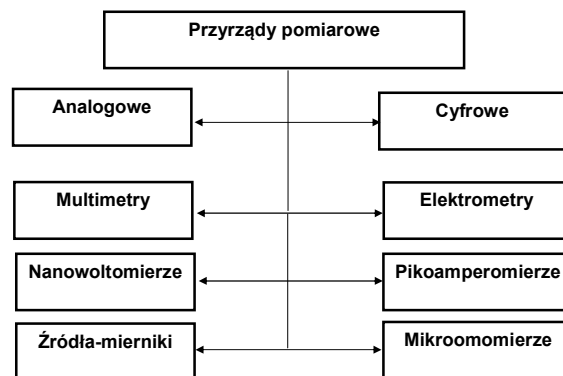 Przyrządy pomiarowe
Analogowe
Cyfrowe
Multimetry
Elektrometry
Nanowoltomierze
Pikoamperomierze
Źródła-mierniki
Mikroomomierze